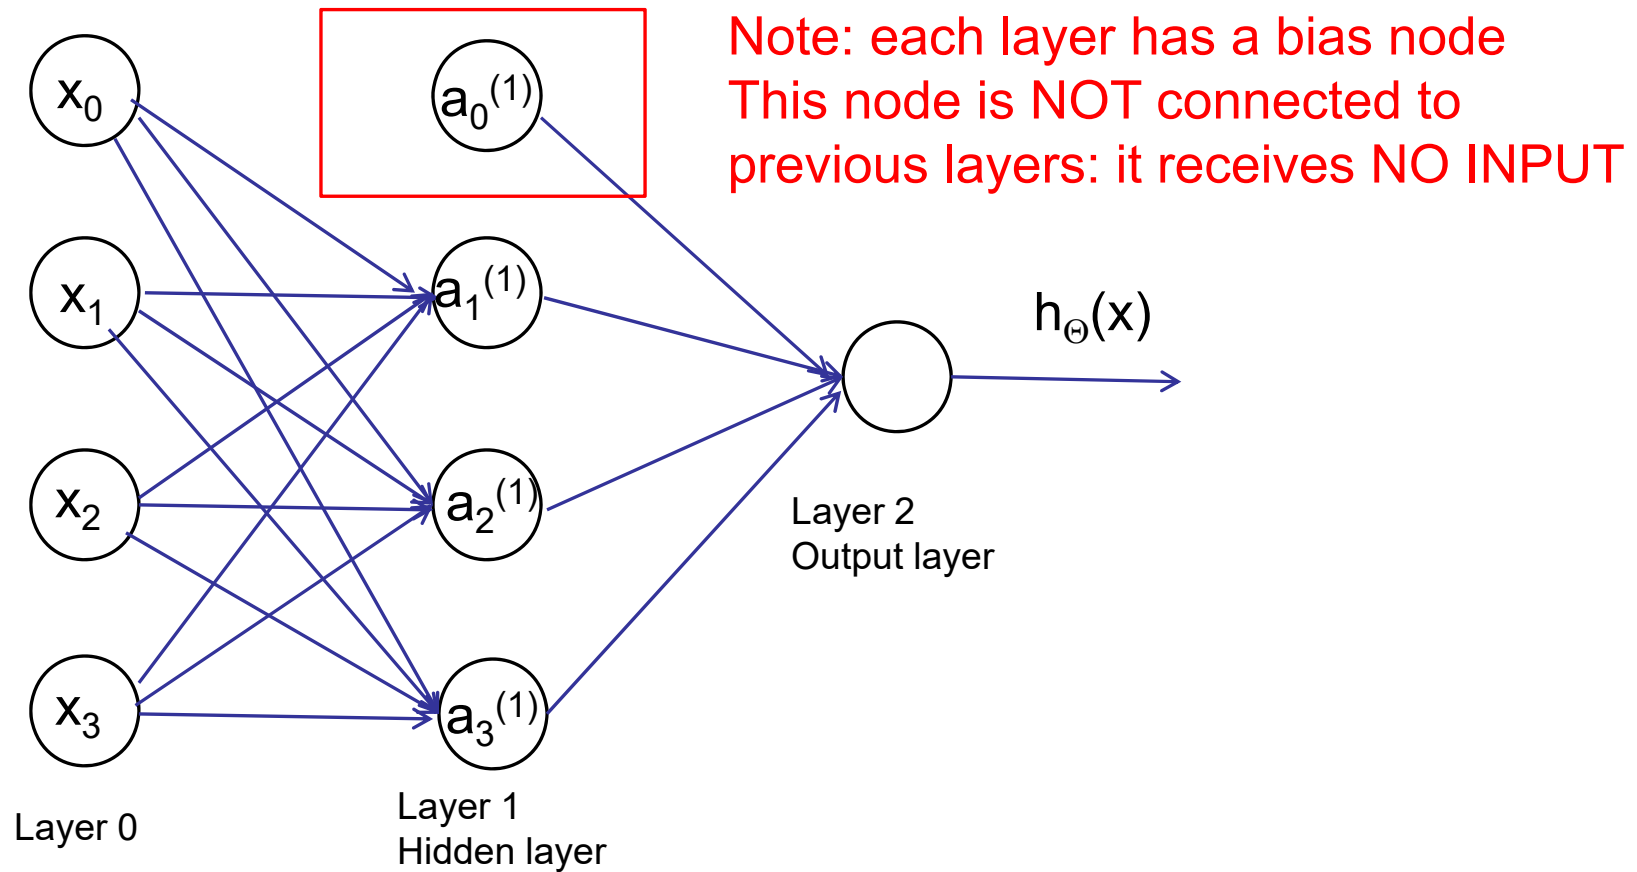 x₀
a₀⁽¹⁾
Note: each layer has a bias node
This node is NOT connected to
previous layers: it receives NO INPUT
x₁
a₁⁽¹⁾
h_Θ(x)
x₂
a₂⁽¹⁾
Layer 2
Output layer
x₃
a₃⁽¹⁾
Layer 0
Layer 1
Hidden layer